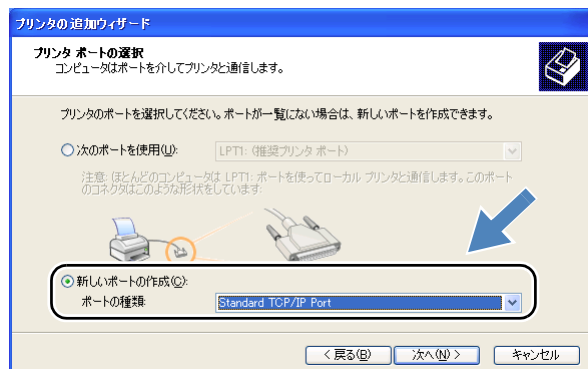 プリンタの追加ウィザード
プリンタ ポートの選択
コンピュータはポートを介してプリンタと通信します。
プリンタのポートを選択してください。ポートが一覧にない場合は、新しいポートを作成できます。
次のポートを使用(U):
LPT1: (推奨プリンタ ポート)
注意: ほとんどのコンピュータは LPT1: ポートを使ってローカル プリンタと通信します。このポート
のコネクタはこのような形状をしています:
新しいポートの作成(C):
ポートの種類:
Standard TCP/IP Port
< 戻る(B)
次へ(N) >
キャンセル